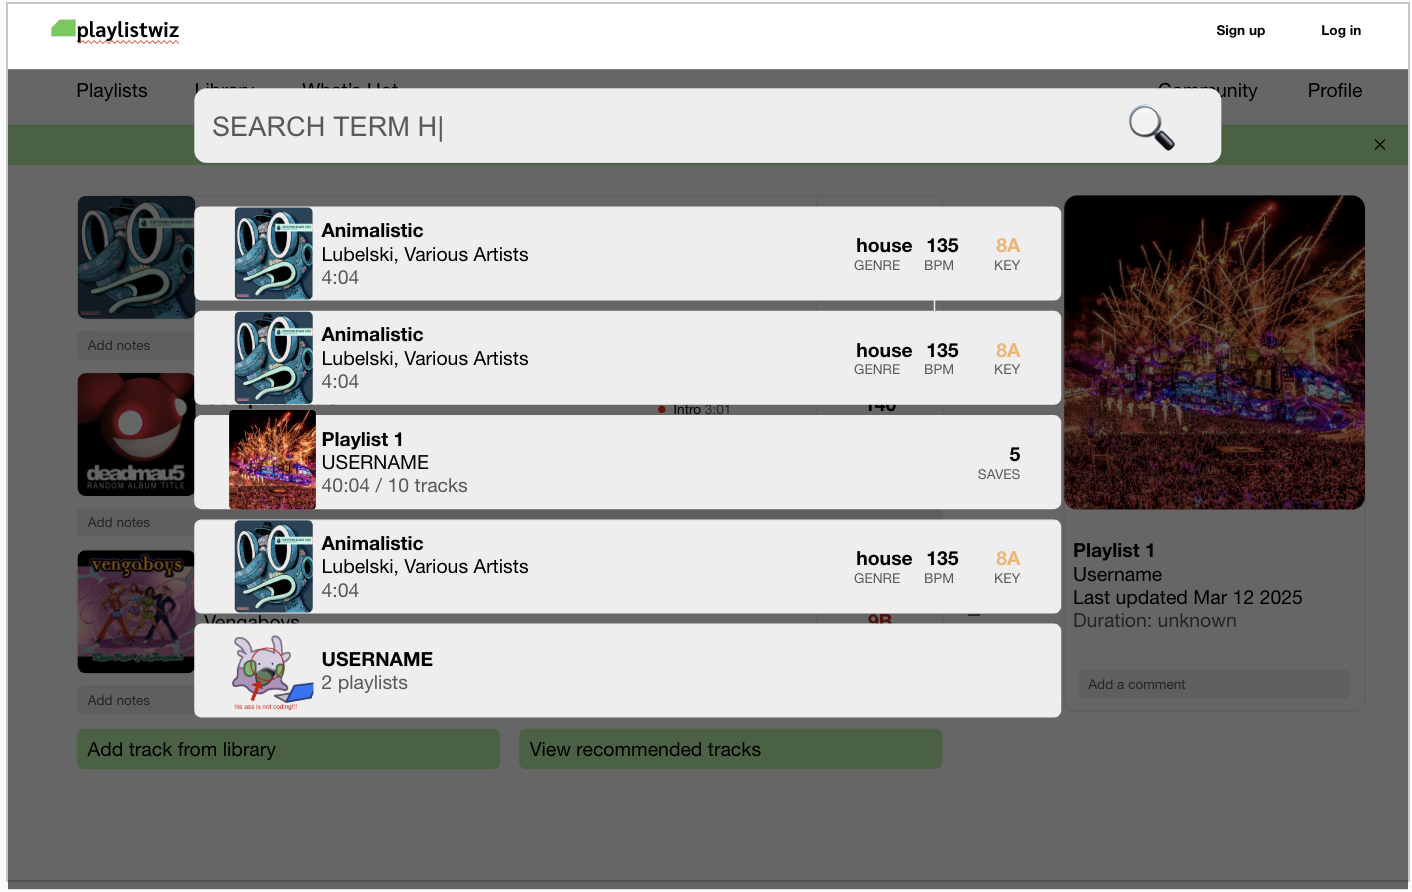 playlistwiz
Sign up
Log in
Playlists
Community
Profile
SEARCH TERM H|
×
Animalistic
Lubelski, Various Artists
4:04
house 135 8A
GENRE BPM KEY
Add notes
Animalistic
Lubelski, Various Artists
4:04
house 135 8A
GENRE BPM KEY
deadmau5
RANDOM ALBUM TITLE
Intro 3:01
140
Playlist 1
USERNAME
40:04 / 10 tracks
5
SAVES
Add notes
Animalistic
Lubelski, Various Artists
4:04
house 135 8A
GENRE BPM KEY
vengaboys
Vengaboys
9B
Playlist 1
Username
Last updated Mar 12 2025
Duration: unknown
USERNAME
2 playlists
his ass is not coding!!!
Add notes
Add a comment
Add track from library
View recommended tracks